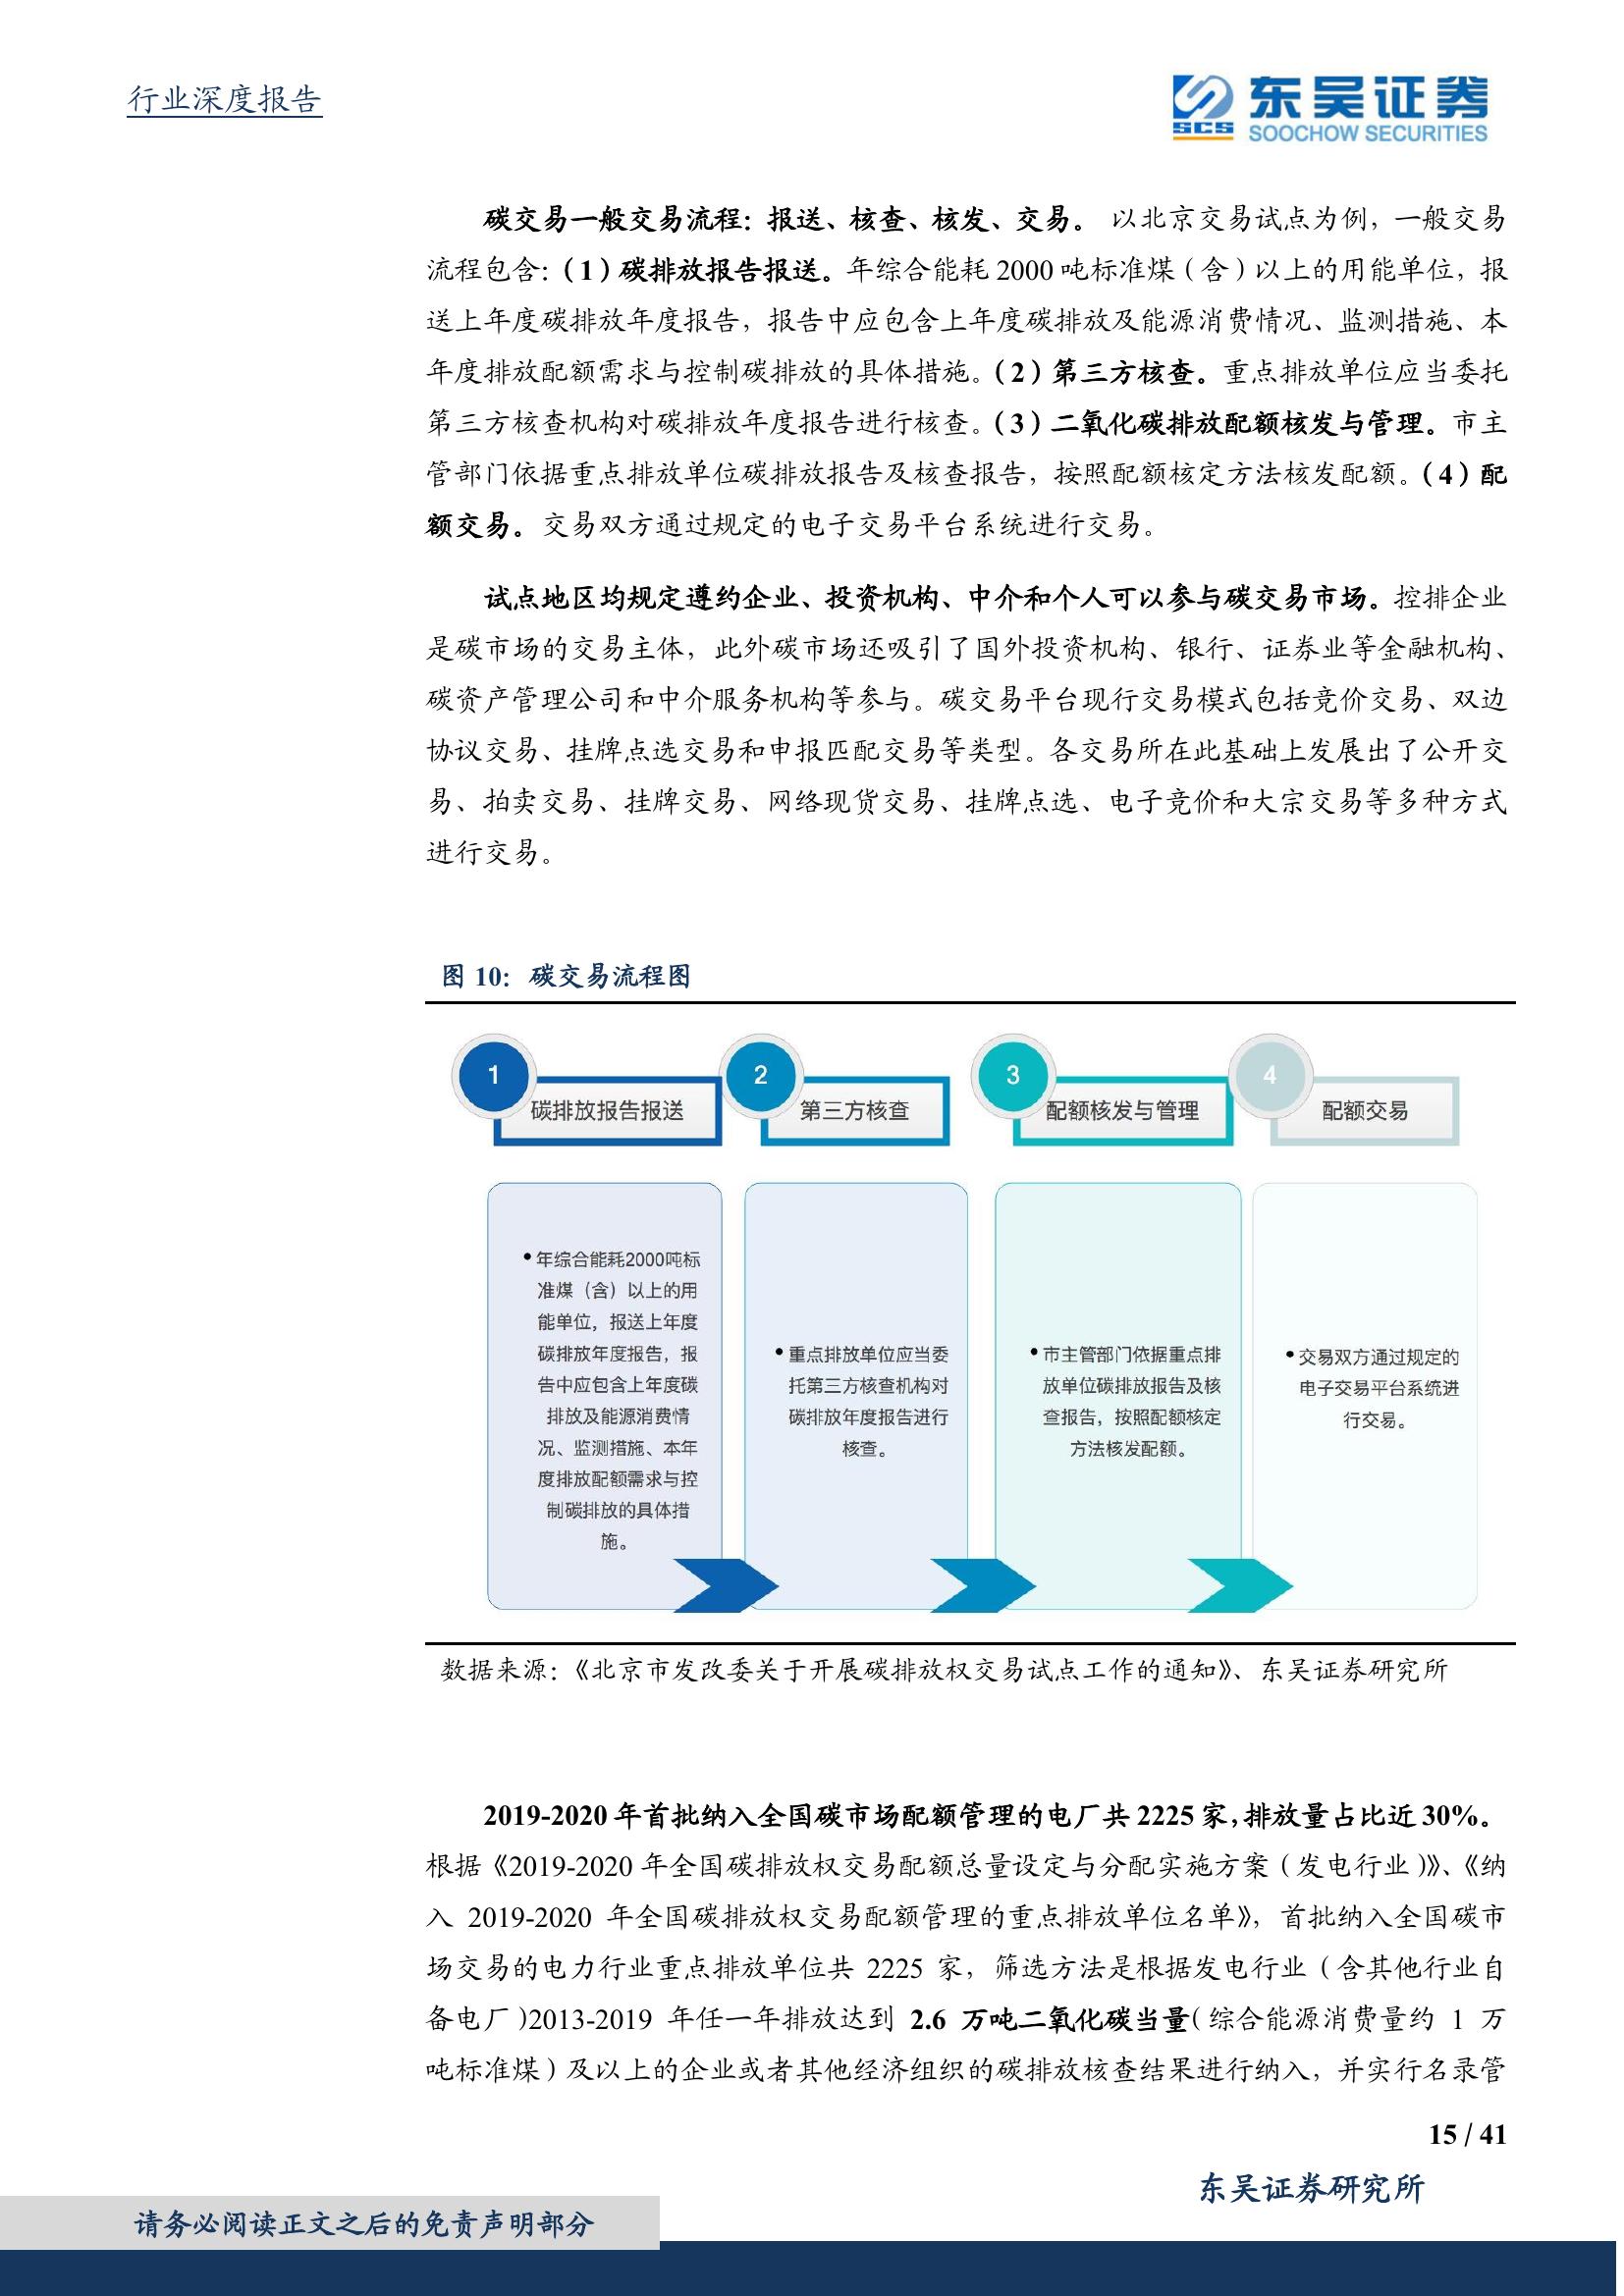 行业深度报告
SCS 东吴证券
SOOCHOW SECURITIES
碳交易一般交易流程：报送、核查、核发、交易。 以北京交易试点为例，一般交易
流程包含：（1）碳排放报告报送。年综合能耗 2000 吨标准煤（含）以上的用能单位，报
送上年度碳排放年度报告，报告中应包含上年度碳排放及能源消费情况、监测措施、本
年度排放配额需求与控制碳排放的具体措施。（2）第三方核查。重点排放单位应当委托
第三方核查机构对碳排放年度报告进行核查。（3）二氧化碳排放配额核发与管理。市主
管部门依据重点排放单位碳排放报告及核查报告，按照配额核定方法核发配额。（4）配
额交易。交易双方通过规定的电子交易平台系统进行交易。
试点地区均规定遵约企业、投资机构、中介和个人可以参与碳交易市场。控排企业
是碳市场的交易主体，此外碳市场还吸引了国外投资机构、银行、证券业等金融机构、
碳资产管理公司和中介服务机构等参与。碳交易平台现行交易模式包括竞价交易、双边
协议交易、挂牌点选交易和申报匹配交易等类型。各交易所在此基础上发展出了公开交
易、拍卖交易、挂牌交易、网络现货交易、挂牌点选、电子竞价和大宗交易等多种方式
进行交易。
图 10：碳交易流程图
1
碳排放报告报送
2
第三方核查
3
配额核发与管理
4
配额交易
•年综合能耗2000吨标
准煤（含）以上的用
能单位，报送上年度
碳排放年度报告，报
告中应包含上年度碳
排放及能源消费情
况、监测措施、本年
度排放配额需求与控
制碳排放的具体措
施。
•重点排放单位应当委
托第三方核查机构对
碳排放年度报告进行
核查。
•市主管部门依据重点排
放单位碳排放报告及核
查报告，按照配额核定
方法核发配额。
•交易双方通过规定的
电子交易平台系统进
行交易。
数据来源：《北京市发改委关于开展碳排放权交易试点工作的通知》、东吴证券研究所
2019-2020 年首批纳入全国碳市场配额管理的电厂共 2225 家，排放量占比近 30%。
根据《2019-2020 年全国碳排放权交易配额总量设定与分配实施方案（发电行业）》、《纳
入 2019-2020 年全国碳排放权交易配额管理的重点排放单位名单》，首批纳入全国碳市
场交易的电力行业重点排放单位共 2225 家，筛选方法是根据发电行业（含其他行业自
备电厂）2013-2019 年任一年排放达到 2.6 万吨二氧化碳当量（综合能源消费量约 1 万
吨标准煤）及以上的企业或者其他经济组织的碳排放核查结果进行纳入，并实行名录管
15 / 41
东吴证券研究所
请务必阅读正文之后的免责声明部分